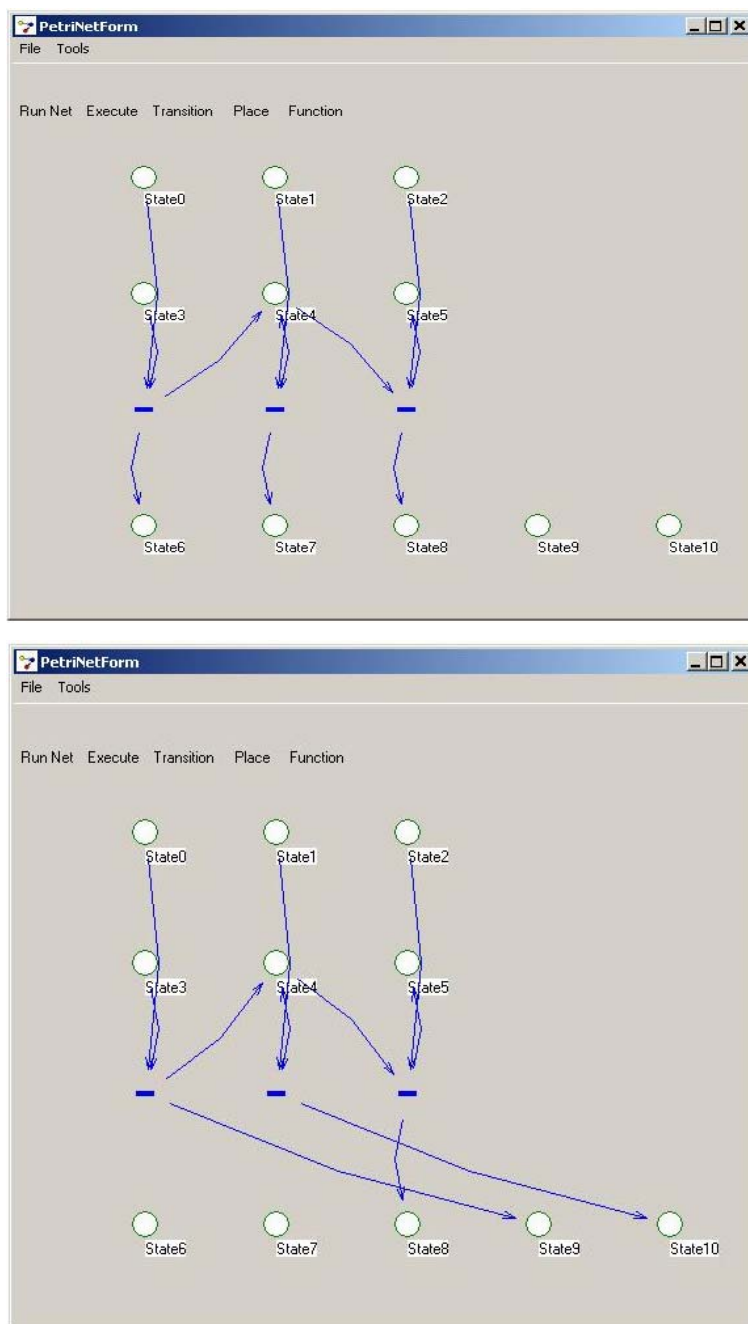 PetriNetForm
File Tools
Run Net Execute Transition Place Function
State0 State1 State2
State3 State4 State5
State6 State7 State8 State9 State10
PetriNetForm
File Tools
Run Net Execute Transition Place Function
State0 State1 State2
State3 State4 State5
State6 State7 State8 State9 State10